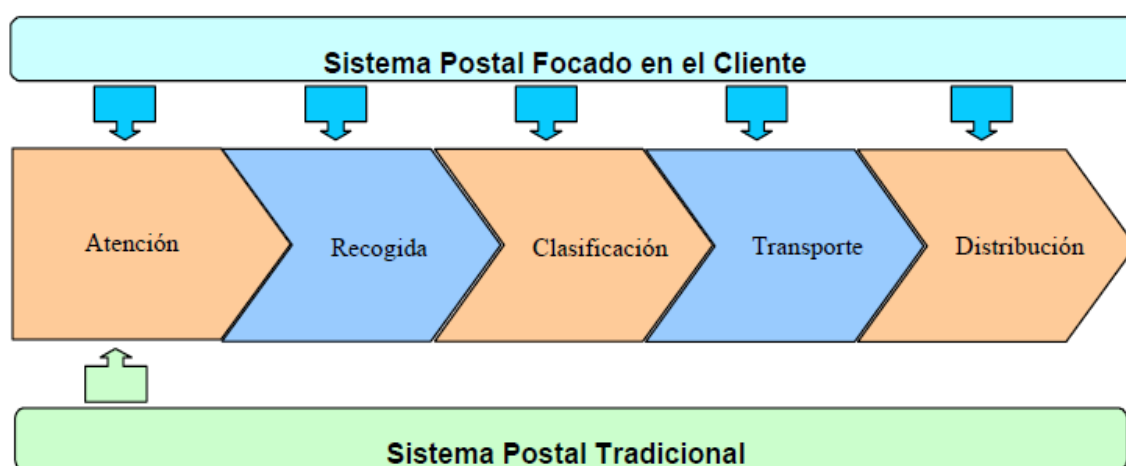 Sistema Postal Focado en el Cliente
Atención
Recogida
Clasificación
Transporte
Distribución
Sistema Postal Tradicional